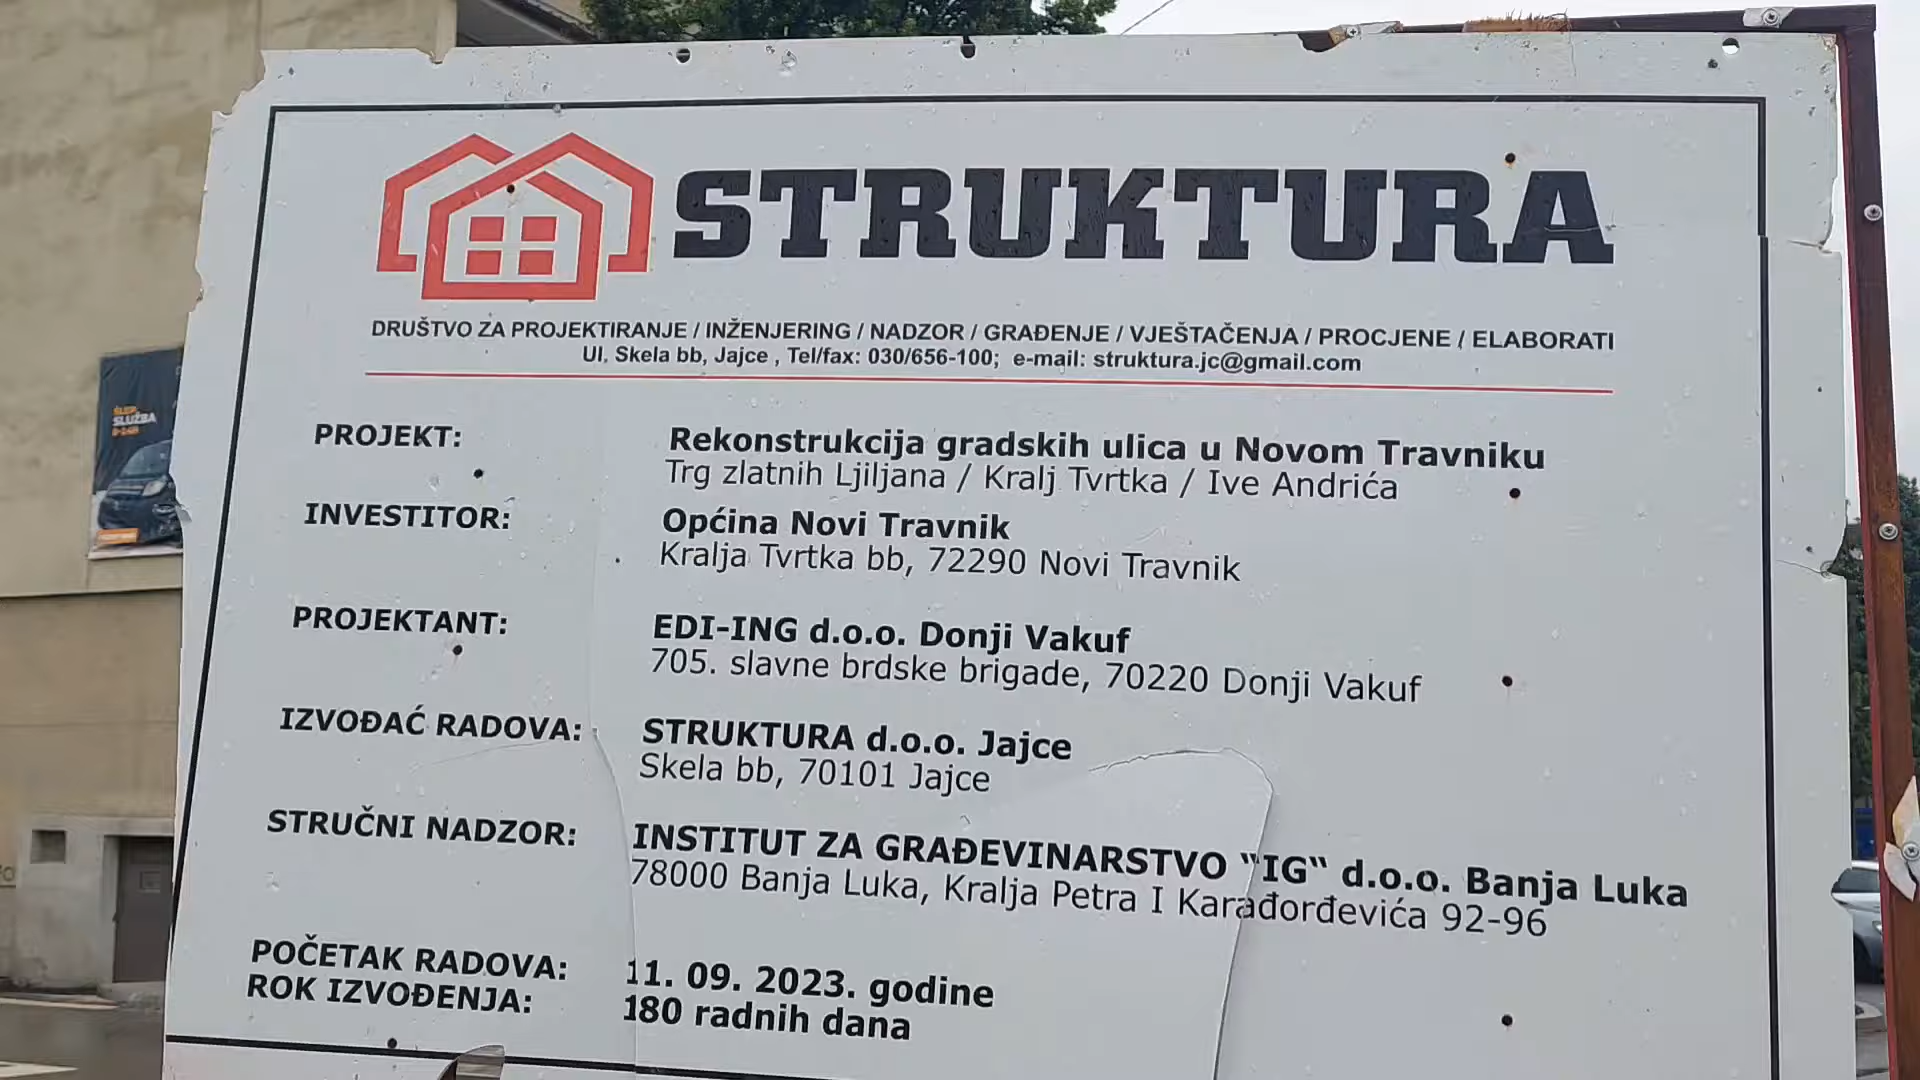 STRUKTURA
DRUŠTVO ZA PROJEKTIRANJE / INŽENJERING / NADZOR / GRAĐENJE / VJEŠTAČENJA / PROCJENE / ELABORATI
Ul. Skela bb, Jajce , Tel/fax: 030/656-100; e-mail: struktura.jc@gmail.com
PROJEKT: Rekonstrukcija gradskih ulica u Novom Travniku
Trg zlatnih Ljiljana / Kralj Tvrtka / Ive Andrića
INVESTITOR: Općina Novi Travnik
Kralja Tvrtka bb, 72290 Novi Travnik
PROJEKTANT: EDI-ING d.o.o. Donji Vakuf
705. slavne brdske brigade, 70220 Donji Vakuf
IZVOĐAĆ RADOVA: STRUKTURA d.o.o. Jajce
Skela bb, 70101 Jajce
STRUČNI NADZOR: INSTITUT ZA GRAĐEVINARSTVO "IG" d.o.o. Banja Luka
78000 Banja Luka, Kralja Petra I Karađorđevića 92-96
POČETAK RADOVA: 11. 09. 2023. godine
ROK IZVOĐENJA: 180 radnih dana
ŠLEP
SLUŽBA
0-24H